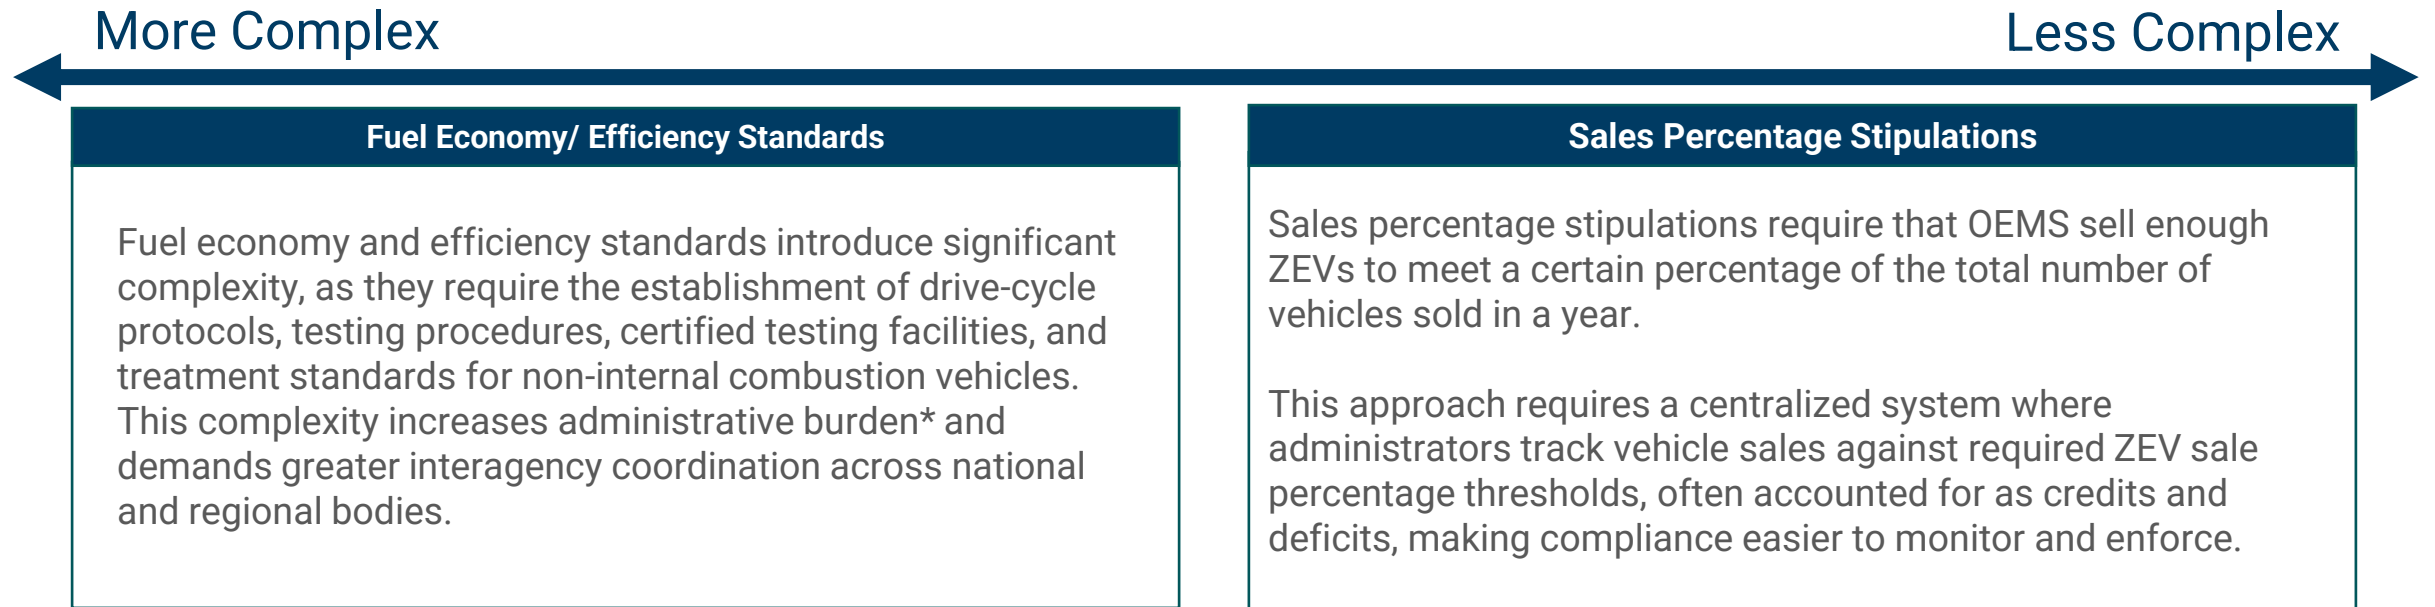 More Complex
Less Complex
Fuel Economy/ Efficiency Standards
Fuel economy and efficiency standards introduce significant
complexity, as they require the establishment of drive-cycle
protocols, testing procedures, certified testing facilities, and
treatment standards for non-internal combustion vehicles.
This complexity increases administrative burden* and
demands greater interagency coordination across national
and regional bodies.
Sales Percentage Stipulations
Sales percentage stipulations require that OEMS sell enough
ZEVs to meet a certain percentage of the total number of
vehicles sold in a year.
This approach requires a centralized system where
administrators track vehicle sales against required ZEV sale
percentage thresholds, often accounted for as credits and
deficits, making compliance easier to monitor and enforce.